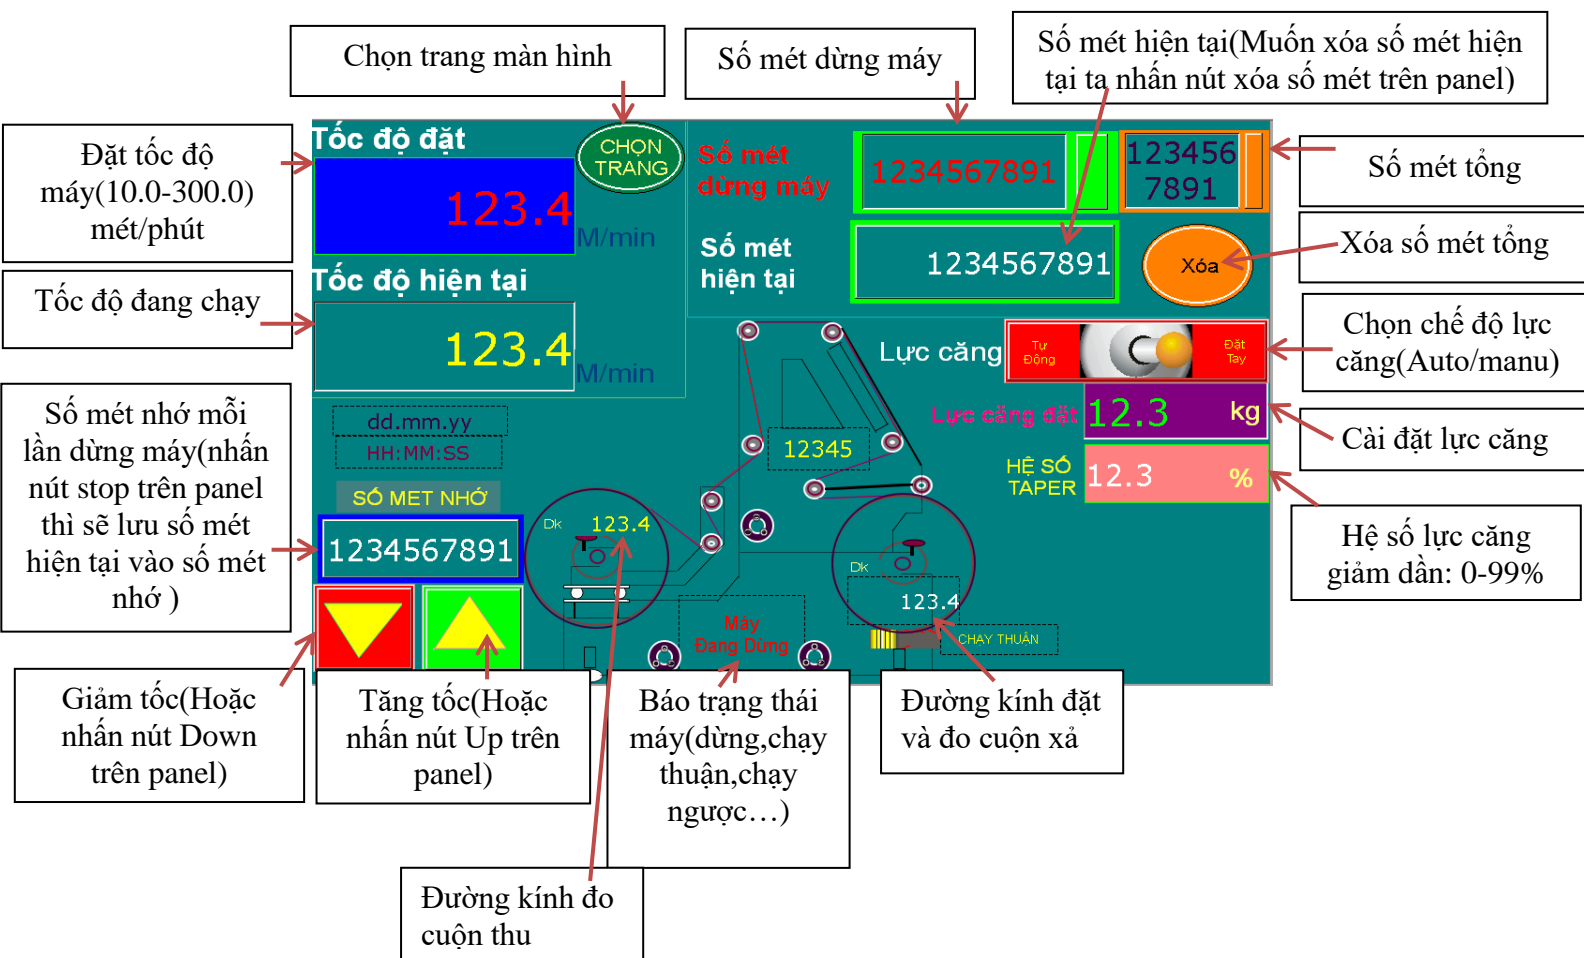 Chọn trang màn hình
Số mét dừng máy
Số mét hiện tại(Muốn xóa số mét hiện
tại ta nhấn nút xóa số mét trên panel)
Đặt tốc độ
máy(10.0-300.0)
mét/phút
Tốc độ đang chạy
Số mét nhớ mỗi
lần dừng máy(nhấn
nút stop trên panel
thì sẽ lưu số mét
hiện tại vào số mét
nhớ )
Tốc độ đặt
123.4
M/min
CHỌN
TRANG
Tốc độ hiện tại
123.4
M/min
Số mét
dừng máy
1234567891
123456
7891
Số mét
hiện tại
1234567891
Xóa
Lực căng
Tự
Động
Đặt
Tay
Lực căng đặt
12.3
kg
HỆ SỐ
TAPER
12.3
%
dd.mm.yy
HH:MM:SS
SỐ MET NHỚ
1234567891
12345
Dk
123.4
Dk
123.4
Máy
Đang Dừng
CHẠY THUẬN
Số mét tổng
Xóa số mét tổng
Chọn chế độ lực
căng(Auto/manu)
Cài đặt lực căng
Hệ số lực căng
giảm dần: 0-99%
Giảm tốc(Hoặc
nhấn nút Down
trên panel)
Tăng tốc(Hoặc
nhấn nút Up trên
panel)
Báo trạng thái
máy(dừng,chạy
thuận,chạy
ngược…)
Đường kính đặt
và đo cuộn xả
Đường kính đo
cuộn thu